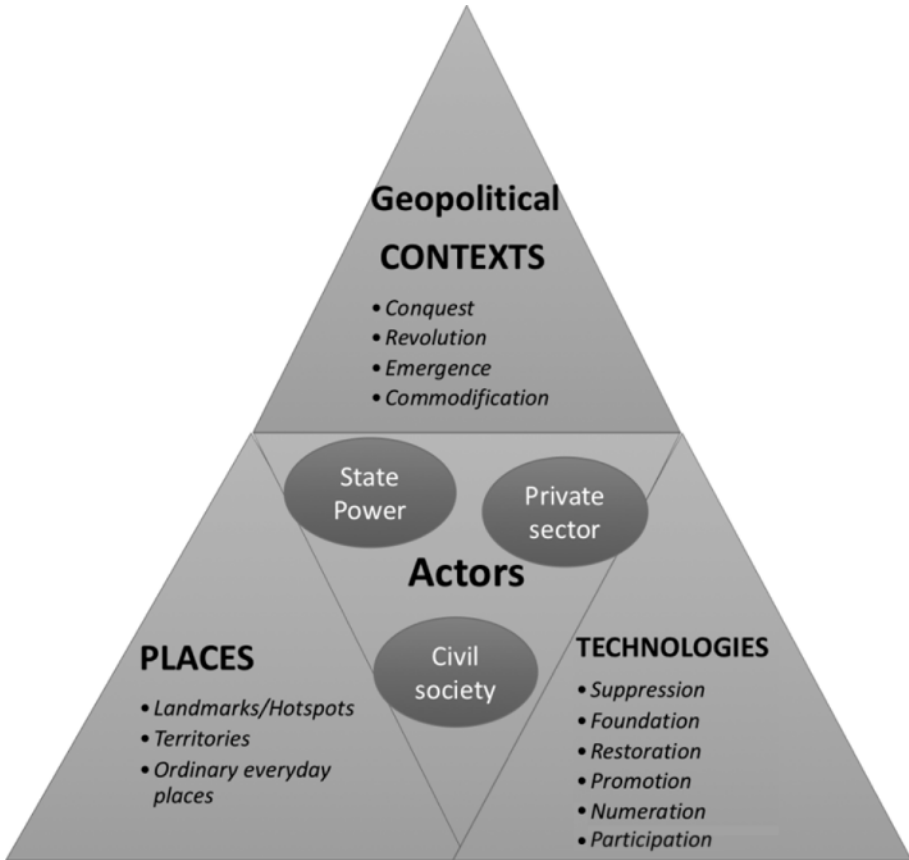 Geopolitical
CONTEXTS
• Conquest
• Revolution
• Emergence
• Commodification
State
Power
Private
sector
Actors
Civil
society
PLACES
• Landmarks/Hotspots
• Territories
• Ordinary everyday
places
TECHNOLOGIES
• Suppression
• Foundation
• Restoration
• Promotion
• Numeration
• Participation